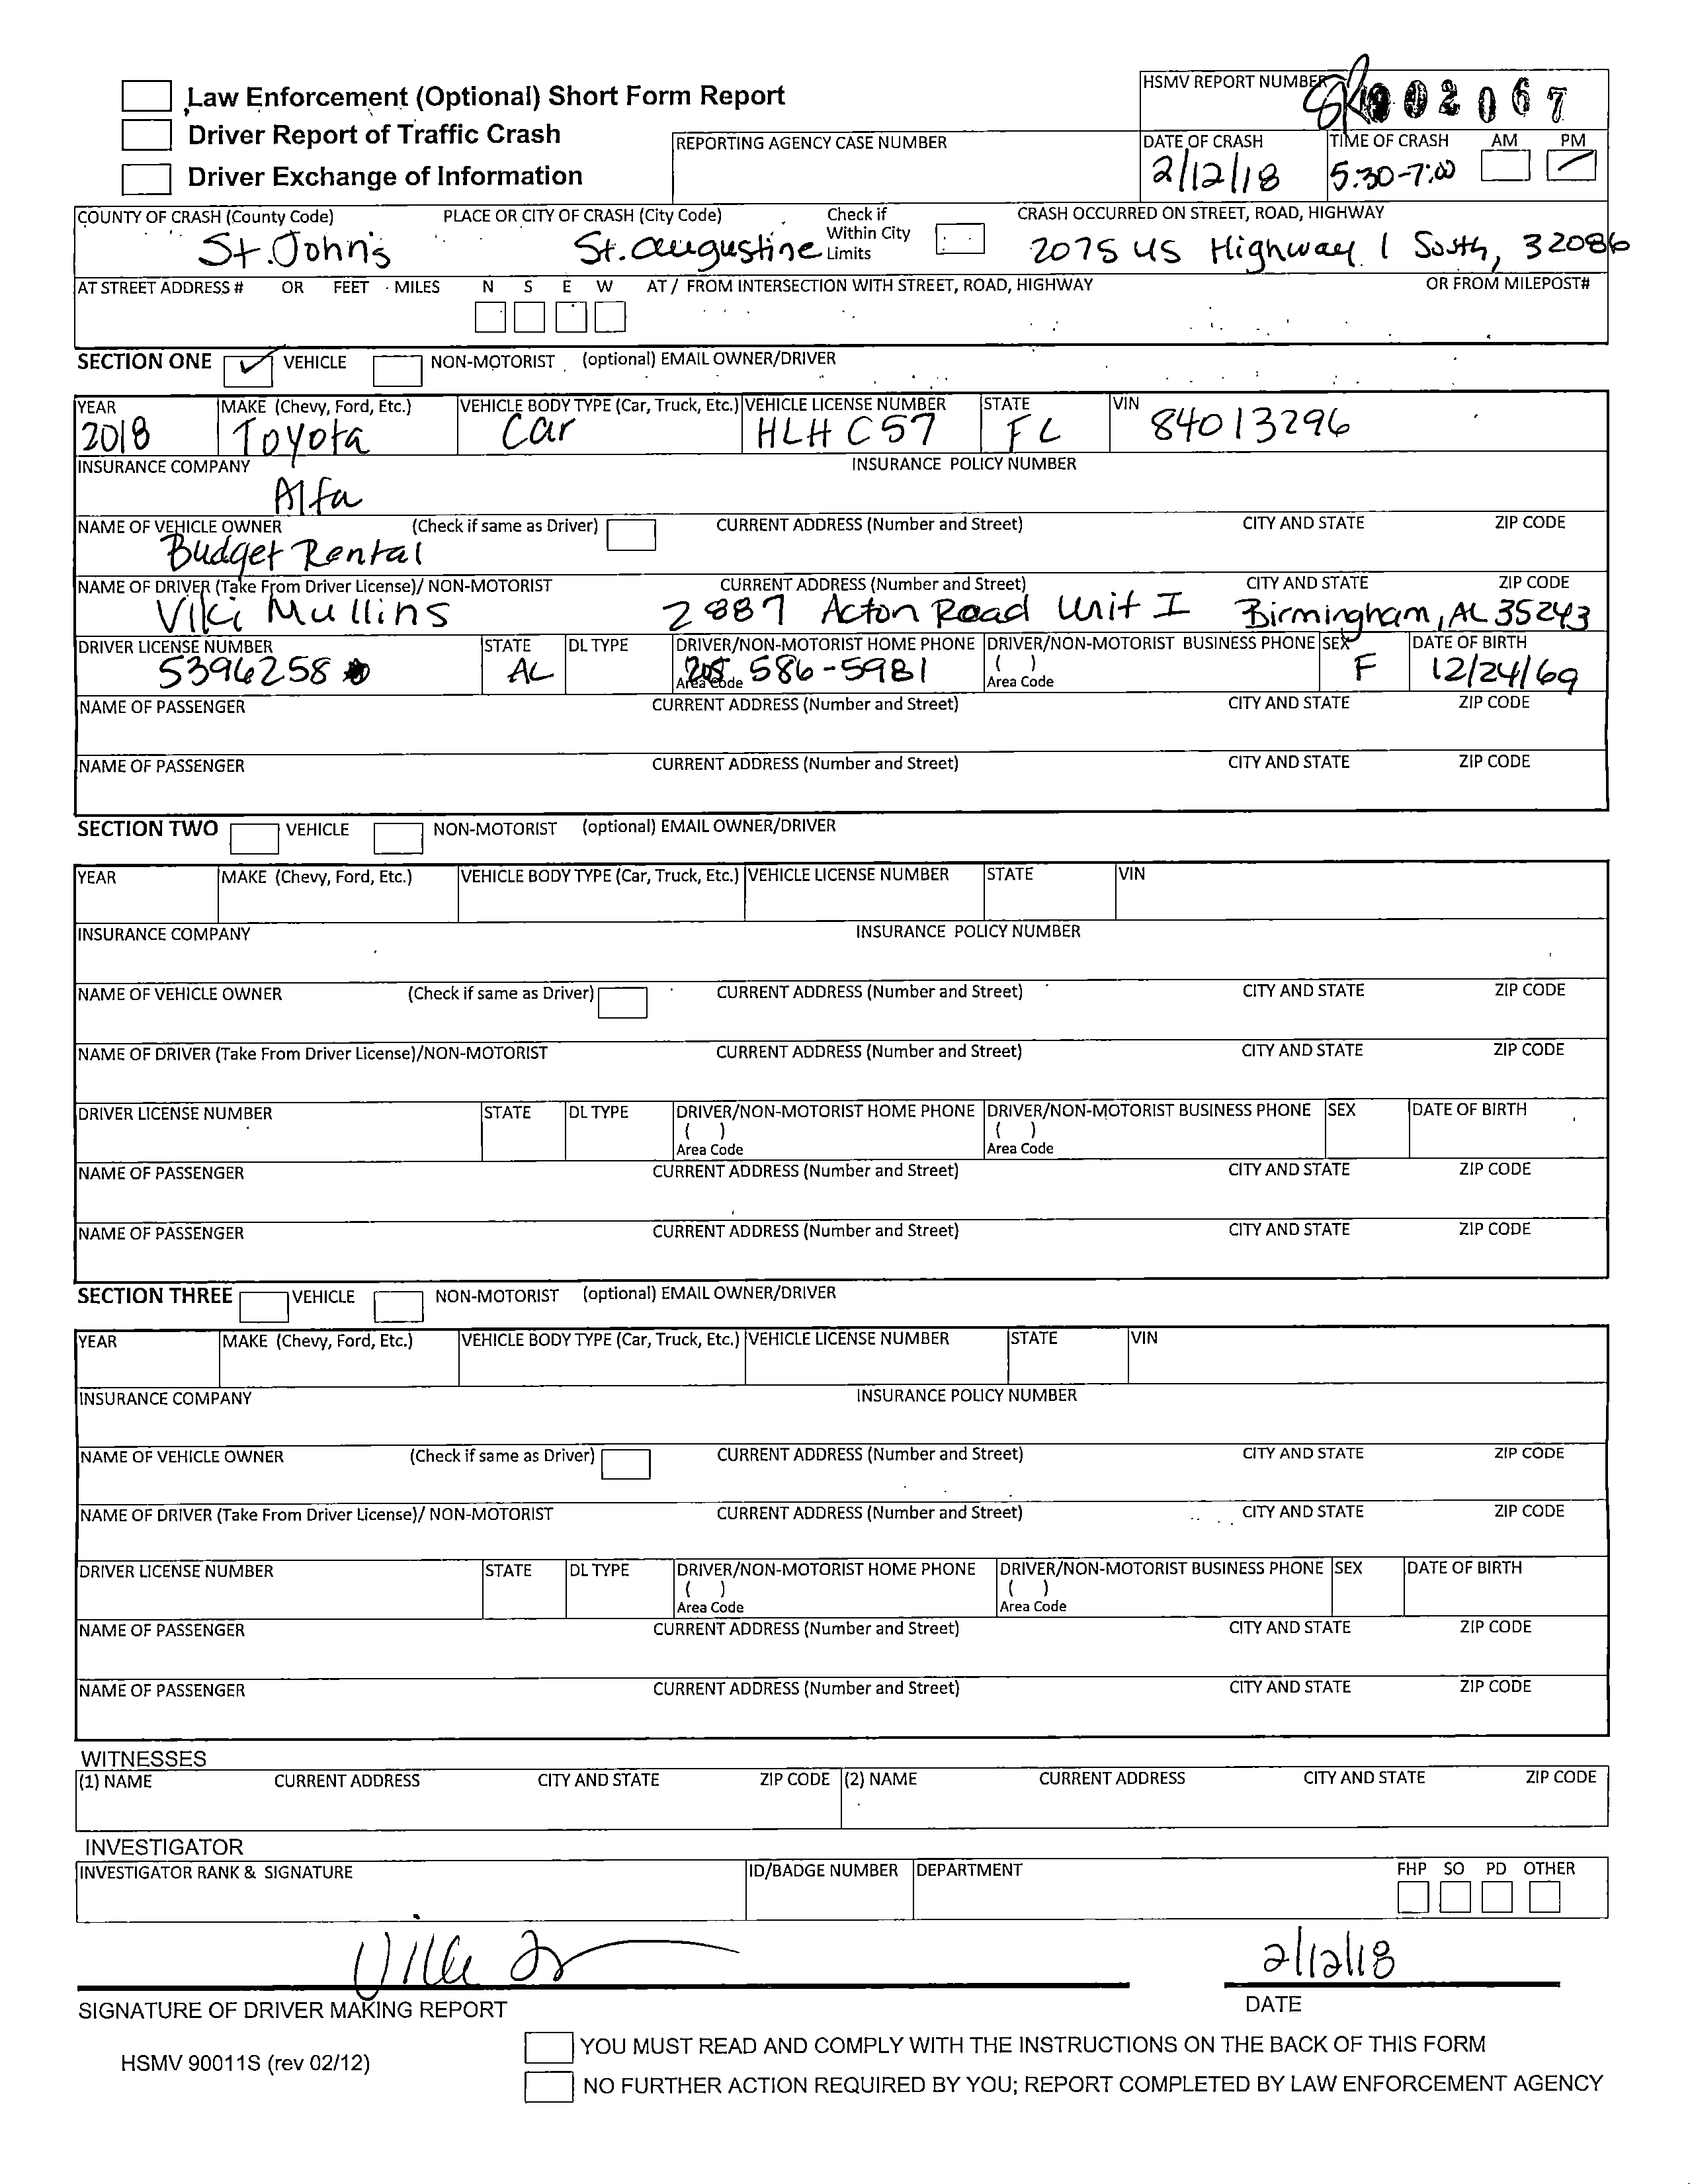 HSMV REPORT NUMBER
02067
Law Enforcement (Optional) Short Form Report
Driver Report of Traffic Crash
Driver Exchange of Information
REPORTING AGENCY CASE NUMBER
DATE OF CRASH TIME OF CRASH AM PM
2/12/18 5:30-7:00
COUNTY OF CRASH (County Code) PLACE OR CITY OF CRASH (City Code) Check if Within City Limits CRASH OCCURRED ON STREET, ROAD, HIGHWAY
St. John's St. Augustine 2075 US Highway 1 South, 32086
AT STREET ADDRESS # OR FEET MILES N S E W AT / FROM INTERSECTION WITH STREET, ROAD, HIGHWAY OR FROM MILEPOST#
SECTION ONE VEHICLE NON-MOTORIST (optional) EMAIL OWNER/DRIVER
YEAR MAKE (Chevy, Ford, Etc.) VEHICLE BODY TYPE (Car, Truck, Etc.) VEHICLE LICENSE NUMBER STATE VIN
2018 Toyota Car HLH C57 FL 84013296
INSURANCE COMPANY INSURANCE POLICY NUMBER
Alfa
NAME OF VEHICLE OWNER (Check if same as Driver) CURRENT ADDRESS (Number and Street) CITY AND STATE ZIP CODE
Budget Rental
NAME OF DRIVER (Take From Driver License)/ NON-MOTORIST CURRENT ADDRESS (Number and Street) CITY AND STATE ZIP CODE
Viki Mullins 2887 Acton Road Unit I Birmingham, AL 35243
DRIVER LICENSE NUMBER STATE DL TYPE DRIVER/NON-MOTORIST HOME PHONE DRIVER/NON-MOTORIST BUSINESS PHONE SEX DATE OF BIRTH
5396258 AL 205 586-5981 ( ) F 12/24/69
Area Code Area Code
NAME OF PASSENGER CURRENT ADDRESS (Number and Street) CITY AND STATE ZIP CODE
NAME OF PASSENGER CURRENT ADDRESS (Number and Street) CITY AND STATE ZIP CODE
SECTION TWO VEHICLE NON-MOTORIST (optional) EMAIL OWNER/DRIVER
YEAR MAKE (Chevy, Ford, Etc.) VEHICLE BODY TYPE (Car, Truck, Etc.) VEHICLE LICENSE NUMBER STATE VIN
INSURANCE COMPANY INSURANCE POLICY NUMBER
NAME OF VEHICLE OWNER (Check if same as Driver) CURRENT ADDRESS (Number and Street) CITY AND STATE ZIP CODE
NAME OF DRIVER (Take From Driver License)/NON-MOTORIST CURRENT ADDRESS (Number and Street) CITY AND STATE ZIP CODE
DRIVER LICENSE NUMBER STATE DL TYPE DRIVER/NON-MOTORIST HOME PHONE DRIVER/NON-MOTORIST BUSINESS PHONE SEX DATE OF BIRTH
( ) ( )
Area Code Area Code
NAME OF PASSENGER CURRENT ADDRESS (Number and Street) CITY AND STATE ZIP CODE
NAME OF PASSENGER CURRENT ADDRESS (Number and Street) CITY AND STATE ZIP CODE
SECTION THREE VEHICLE NON-MOTORIST (optional) EMAIL OWNER/DRIVER
YEAR MAKE (Chevy, Ford, Etc.) VEHICLE BODY TYPE (Car, Truck, Etc.) VEHICLE LICENSE NUMBER STATE VIN
INSURANCE COMPANY INSURANCE POLICY NUMBER
NAME OF VEHICLE OWNER (Check if same as Driver) CURRENT ADDRESS (Number and Street) CITY AND STATE ZIP CODE
NAME OF DRIVER (Take From Driver License)/ NON-MOTORIST CURRENT ADDRESS (Number and Street) CITY AND STATE ZIP CODE
DRIVER LICENSE NUMBER STATE DL TYPE DRIVER/NON-MOTORIST HOME PHONE DRIVER/NON-MOTORIST BUSINESS PHONE SEX DATE OF BIRTH
( ) ( )
Area Code Area Code
NAME OF PASSENGER CURRENT ADDRESS (Number and Street) CITY AND STATE ZIP CODE
NAME OF PASSENGER CURRENT ADDRESS (Number and Street) CITY AND STATE ZIP CODE
WITNESSES
(1) NAME CURRENT ADDRESS CITY AND STATE ZIP CODE (2) NAME CURRENT ADDRESS CITY AND STATE ZIP CODE
INVESTIGATOR
INVESTIGATOR RANK & SIGNATURE ID/BADGE NUMBER DEPARTMENT FHP SO PD OTHER
2/12/18
SIGNATURE OF DRIVER MAKING REPORT DATE
YOU MUST READ AND COMPLY WITH THE INSTRUCTIONS ON THE BACK OF THIS FORM
HSMV 90011S (rev 02/12)
NO FURTHER ACTION REQUIRED BY YOU; REPORT COMPLETED BY LAW ENFORCEMENT AGENCY